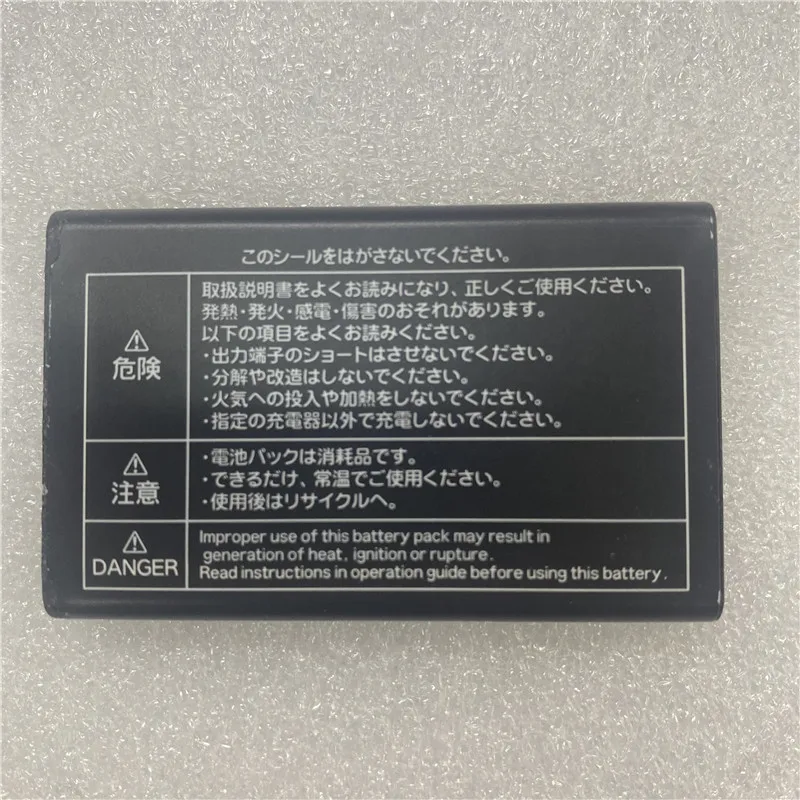 このシールをはがさないでください。
取扱説明書をよくお読みになり、正しくご使用ください。
発熱・発火・感電・傷害のおそれがあります。
以下の項目をよくお読みください。
・出力端子のショートはさせないでください。
⚠
危険
・分解や改造はしないでください。
・火気への投入や加熱をしないでください。
・指定の充電器以外で充電しないでください。
⚠
注意
・電池パックは消耗品です。
・できるだけ、常温でご使用ください。
・使用後はリサイクルへ。
⚠
DANGER
Improper use of this battery pack may result in
generation of heat, ignition or rupture.
Read instructions in operation guide before using this battery.